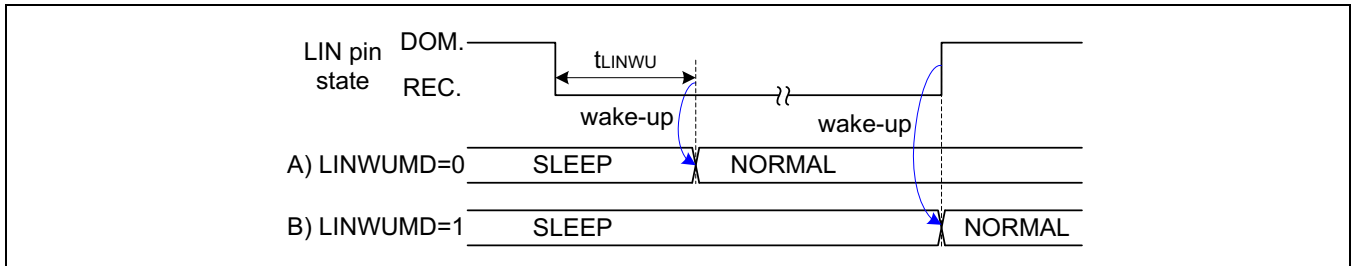 LIN pin state
DOM.
REC.
tLINWU
wake-up
wake-up
A) LINWUMD=0
SLEEP
NORMAL
B) LINWUMD=1
SLEEP
NORMAL